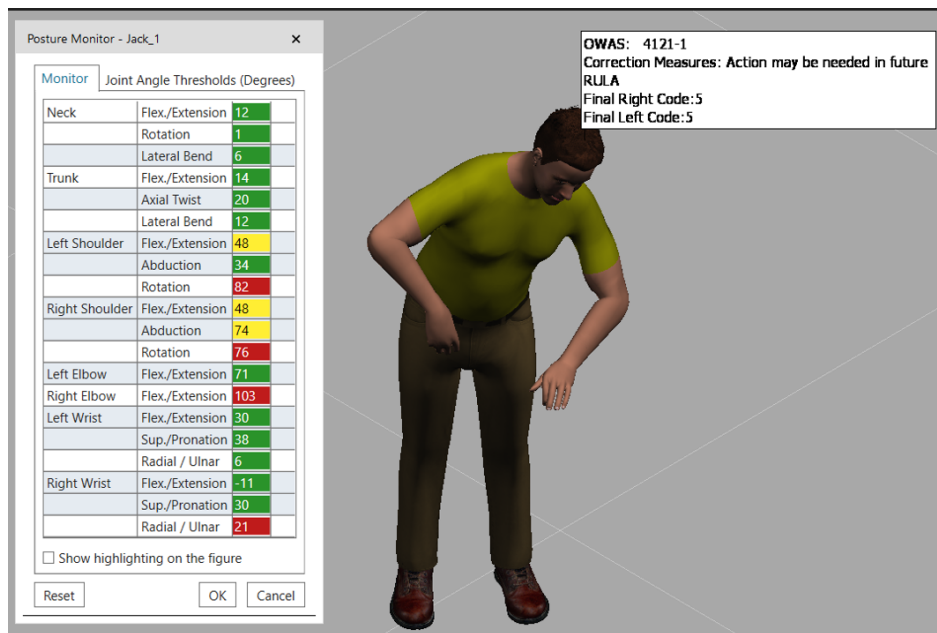 Posture Monitor - Jack_1 ×
Monitor Joint Angle Thresholds (Degrees)
Neck Flex./Extension 12
Rotation 1
Lateral Bend 6
Trunk Flex./Extension 14
Axial Twist 20
Lateral Bend 12
Left Shoulder Flex./Extension 48
Abduction 34
Rotation 82
Right Shoulder Flex./Extension 48
Abduction 74
Rotation 76
Left Elbow Flex./Extension 71
Right Elbow Flex./Extension 103
Left Wrist Flex./Extension 30
Sup./Pronation 38
Radial / Ulnar 6
Right Wrist Flex./Extension -11
Sup./Pronation 30
Radial / Ulnar 21
Show highlighting on the figure
Reset OK Cancel
OWAS: 4121-1
Correction Measures: Action may be needed in future
RULA
Final Right Code:5
Final Left Code:5